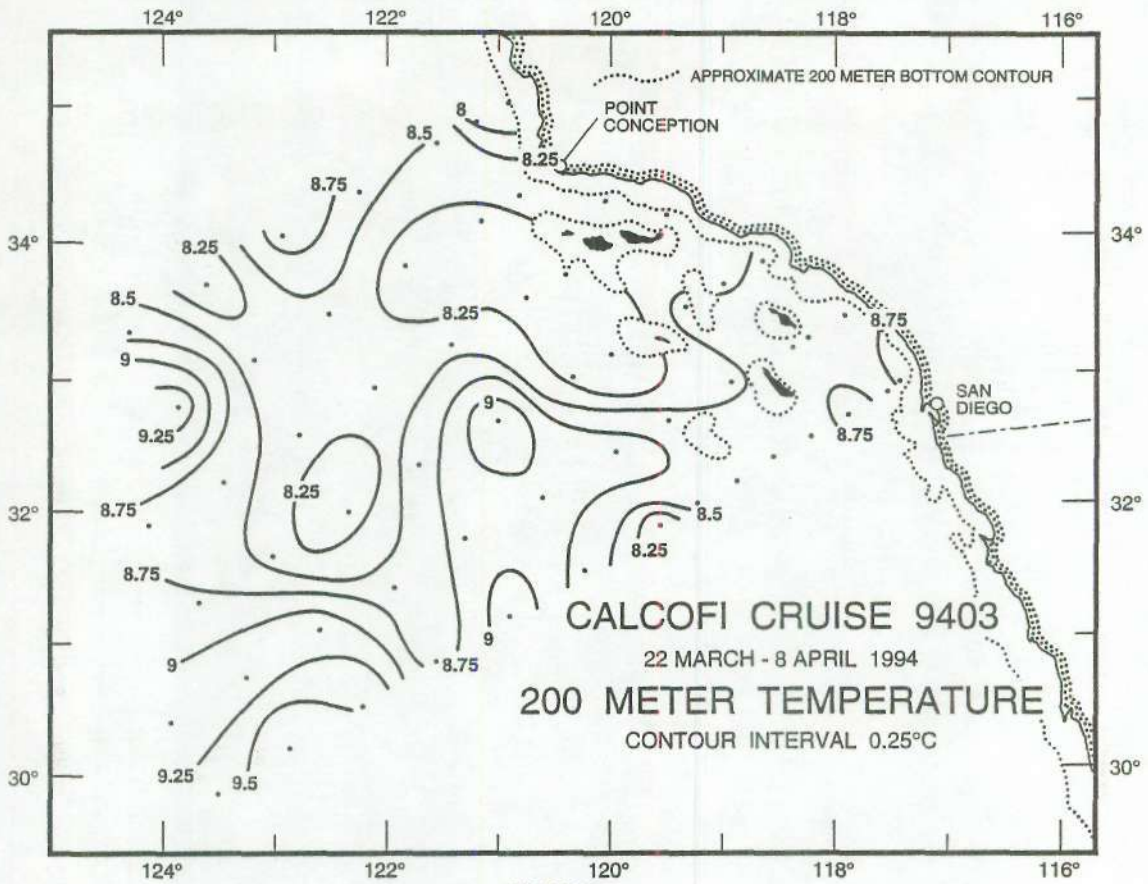 124° 122° 120° 118° 116°
APPROXIMATE 200 METER BOTTOM CONTOUR
POINT
CONCEPTION
8
8.5
8.25
8.75
34° 34°
8.25
8.5
8.25
8.75
9
9
SAN
DIEGO
9.25
8.75
8.25
8.75
32° 32°
8.5
8.25
8.75
CALCOFI CRUISE 9403
9
9
8.75
22 MARCH - 8 APRIL 1994
200 METER TEMPERATURE
CONTOUR INTERVAL 0.25°C
30° 30°
9.25
9.5
124° 122° 120° 118° 116°